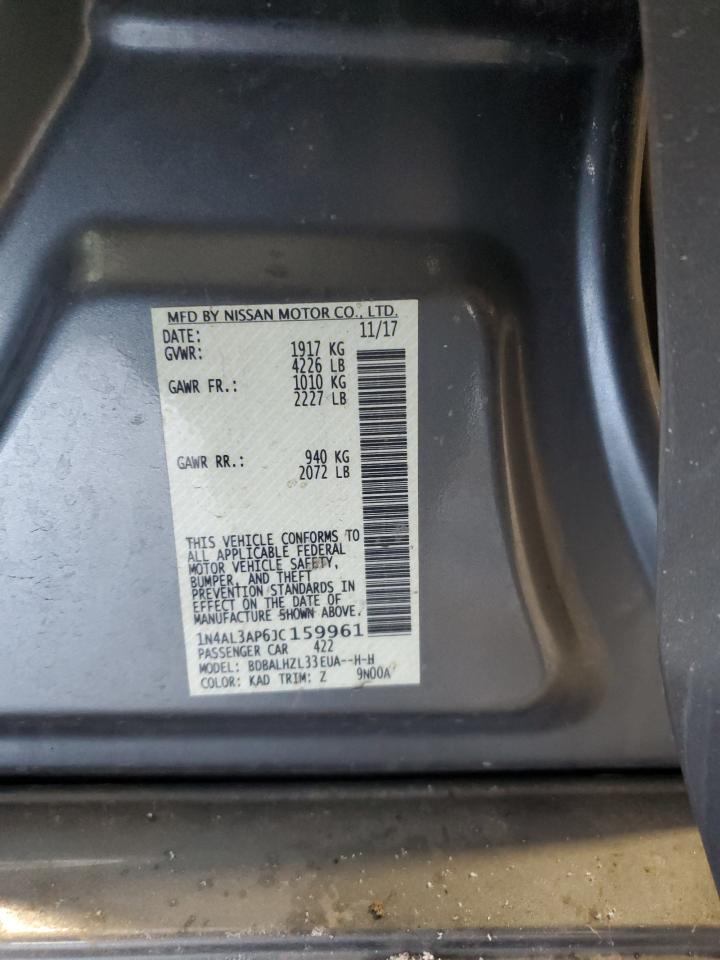 MFD BY NISSAN MOTOR CO., LTD.
DATE: 11/17
GVWR: 1917 KG
4226 LB
GAWR FR.: 1010 KG
2227 LB
GAWR RR.: 940 KG
2072 LB
THIS VEHICLE CONFORMS TO
ALL APPLICABLE FEDERAL
MOTOR VEHICLE SAFETY,
BUMPER, AND THEFT
PREVENTION STANDARDS IN
EFFECT ON THE DATE OF
MANUFACTURE SHOWN ABOVE.
1N4AL3AP6JC159961
PASSENGER CAR 422
MODEL: BDBALHZL33EUA--H-H
COLOR: KAD TRIM: Z 9N00A